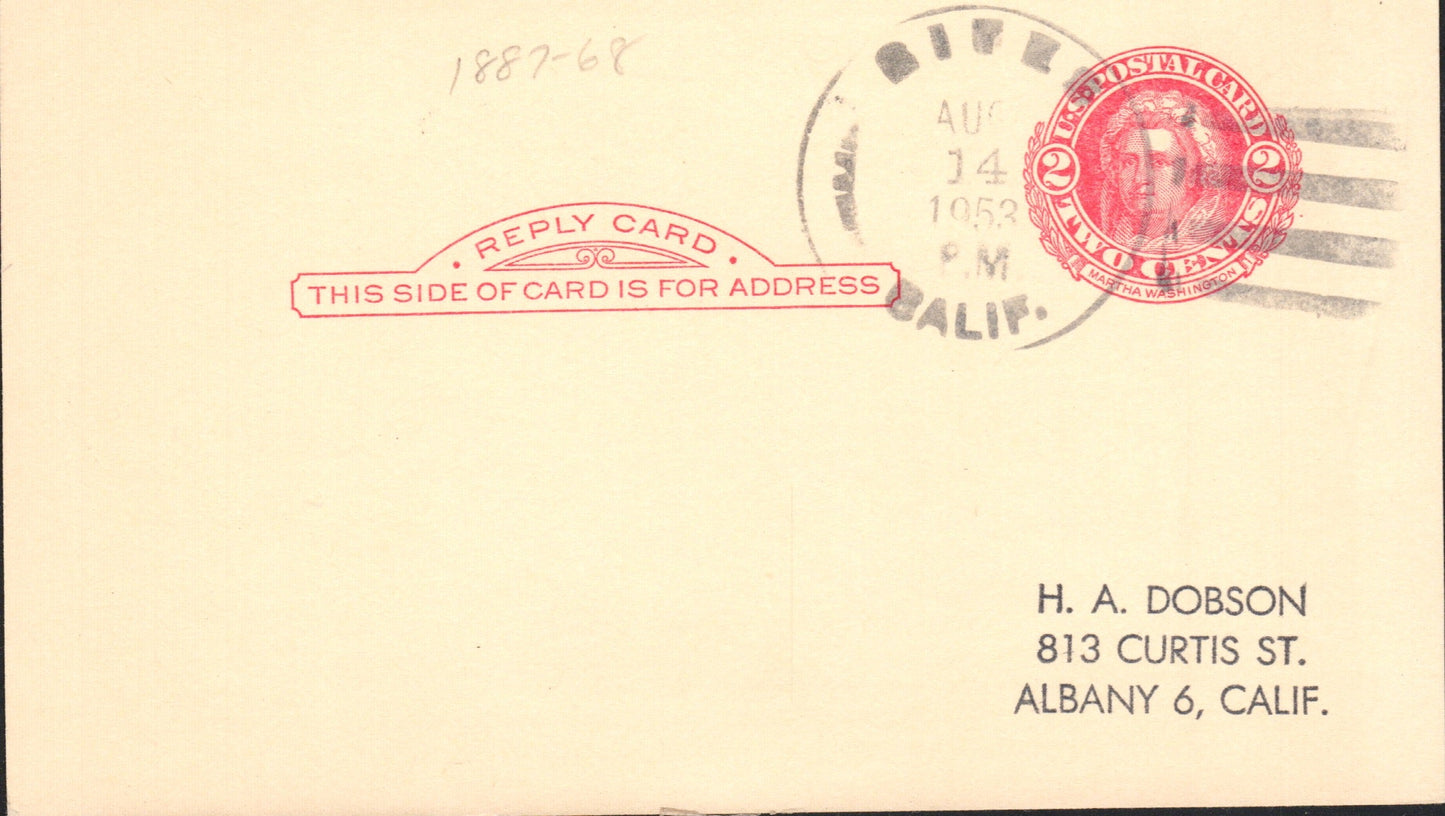 1887-68
AUG
14
1953
P.M.
CALIF.
U.S. POSTAL CARD
2 2
TWO CENTS
MARTHA WASHINGTON
· REPLY CARD ·
THIS SIDE OF CARD IS FOR ADDRESS
H. A. DOBSON
813 CURTIS ST.
ALBANY 6, CALIF.